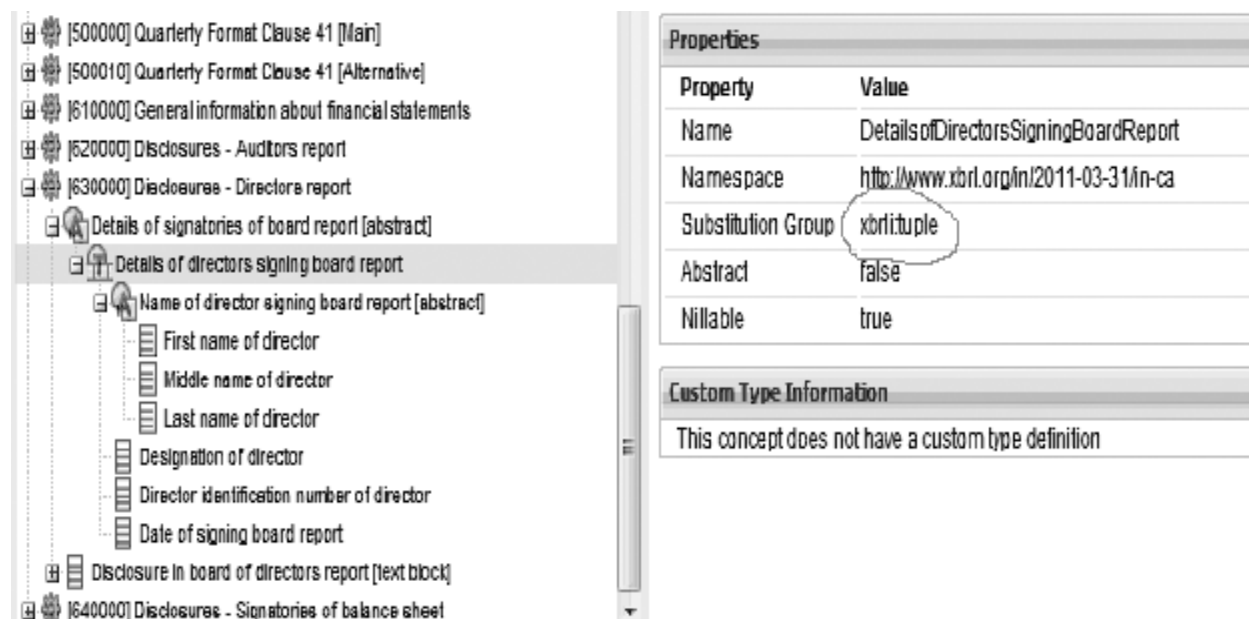 [500000] Quarterly Format Clause 41 [Main]
[500010] Quarterly Format Clause 41 [Alternative]
[610000] General information about financial statements
[620000] Disclosures - Auditors report
[630000] Disclosures - Directors report
Details of signatories of board report [abstract]
Details of directors signing board report
Name of director signing board report [abstract]
First name of director
Middle name of director
Last name of director
Designation of director
Director identification number of director
Date of signing board report
Disclosure in board of directors report [text block]
[640000] Disclosures - Signatories of balance sheet
Properties
Property Value
Name DetailsofDirectorsSigningBoardReport
Namespace http://www.xbrl.org/in/2011-03-31/in-ca
Substitution Group xbrli:tuple
Abstract false
Nillable true
Custom Type Information
This concept does not have a custom type definition